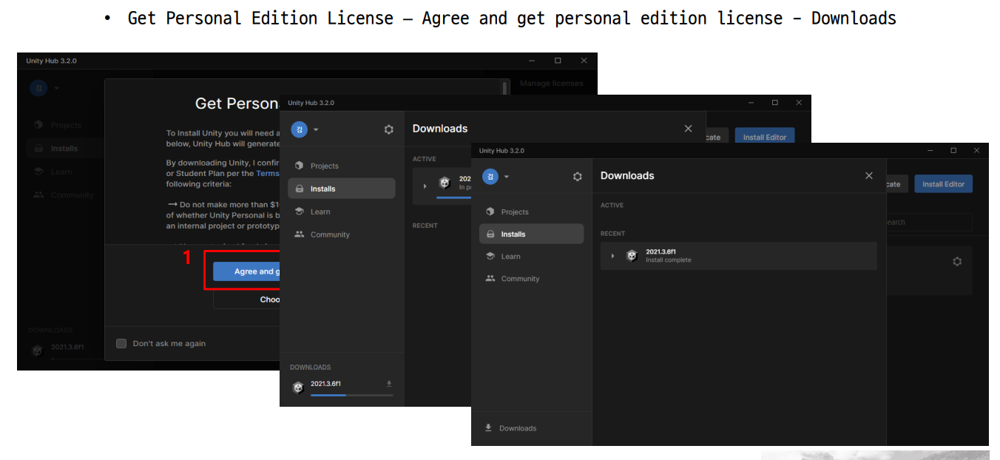 • Get Personal Edition License – Agree and get personal edition license - Downloads
Unity Hub 3.2.0
김
Manage licenses
Projects
Installs
Learn
Community
DOWNLOADS
2021.3.6f1
Get Person
To Install Unity you will need a
below, Unity Hub will generate
By downloading Unity, I confir
or Student Plan per the Terms
following criteria:
→ Do not make more than $1
of whether Unity Personal is b
an internal project or prototyp
1
Agree and g
Choo
Don't ask me again
Unity Hub 3.2.0
김
Projects
Installs
Learn
Community
DOWNLOADS
2021.3.6f1
Downloads
cate
Install Editor
ACTIVE
202
In p
RECENT
Unity Hub 3.2.0
김
Projects
Installs
Learn
Community
Downloads
Downloads
cate
Install Editor
ACTIVE
earch
RECENT
2021.3.6f1
Install complete